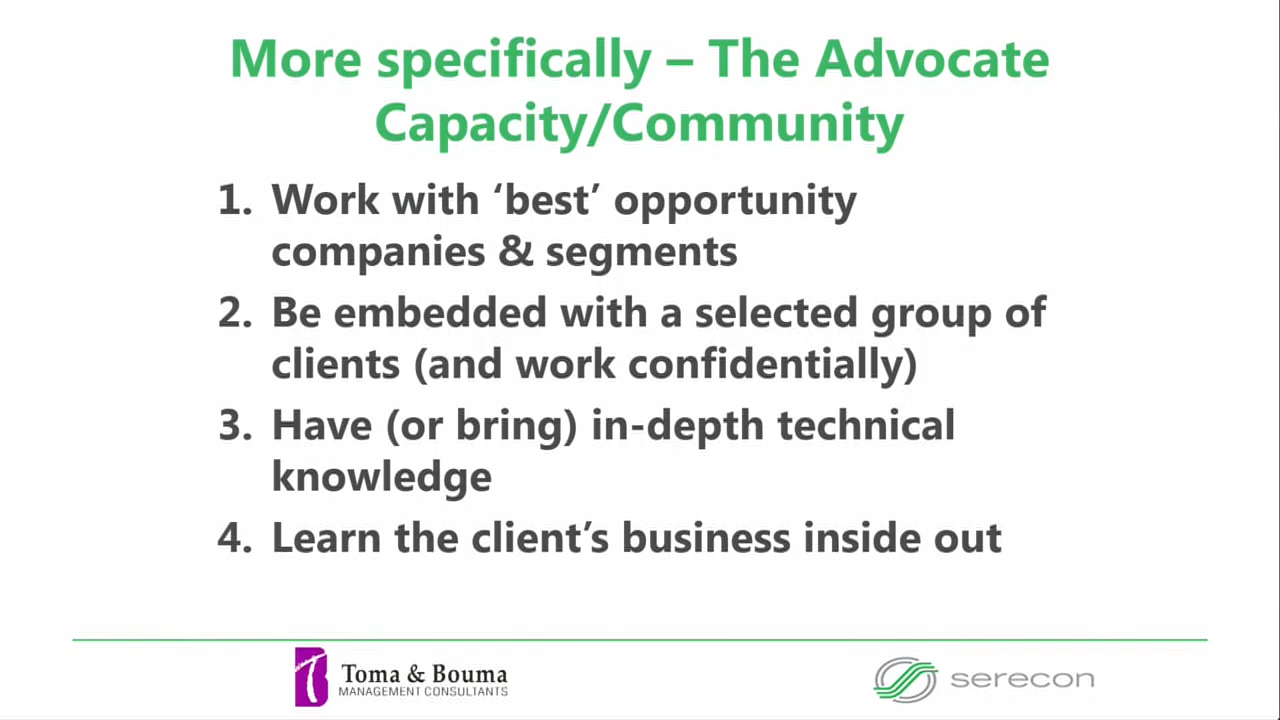 More specifically – The Advocate
Capacity/Community
1. Work with ‘best’ opportunity
companies & segments
2. Be embedded with a selected group of
clients (and work confidentially)
3. Have (or bring) in-depth technical
knowledge
4. Learn the client’s business inside out
Toma & Bouma
MANAGEMENT CONSULTANTS
serecon